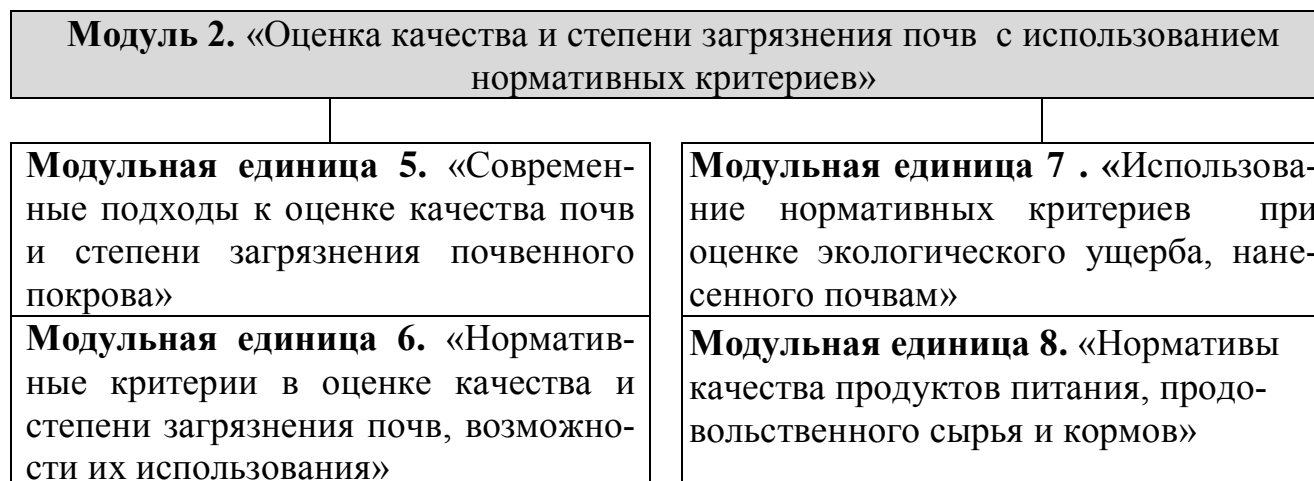 Модуль 2. «Оценка качества и степени загрязнения почв с использованием
нормативных критериев»
Модульная единица 5. «Современ-
ные подходы к оценке качества почв
и степени загрязнения почвенного
покрова»
Модульная единица 6. «Норматив-
ные критерии в оценке качества и
степени загрязнения почв, возможно-
сти их использования»
Модульная единица 7 . «Использова-
ние нормативных критериев при
оценке экологического ущерба, нане-
сенного почвам»
Модульная единица 8. «Нормативы
качества продуктов питания, продо-
вольственного сырья и кормов»